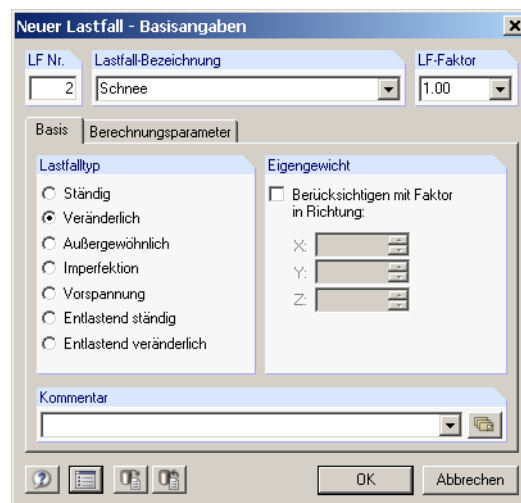 Neuer Lastfall - Basisangaben
LF Nr. Lastfall-Bezeichnung LF-Faktor
2 Schnee 1.00
Basis Berechnungsparameter
Lastfalltyp Eigengewicht
Ständig
Veränderlich
Außergewöhnlich
Imperfektion
Vorspannung
Entlastend ständig
Entlastend veränderlich
Berücksichtigen mit Faktor
in Richtung:
X:
Y:
Z:
Kommentar
OK Abbrechen